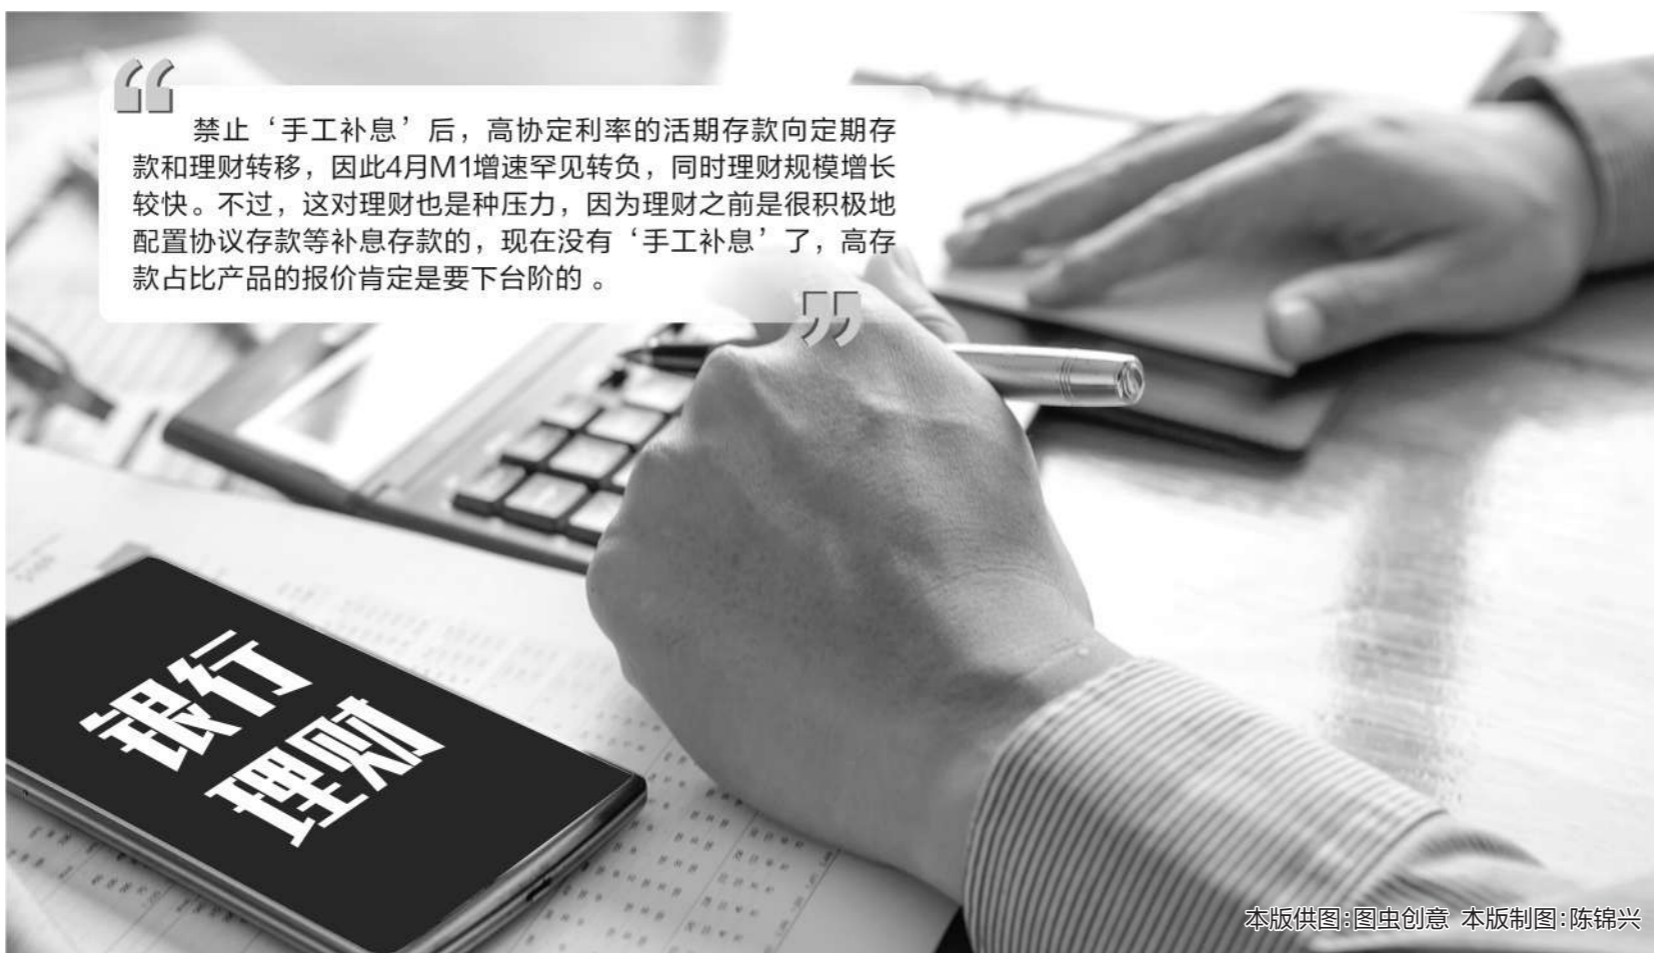 “
禁止‘手工补息’后，高协定利率的活期存
款和理财转移，因此4月M1增速罕见转负，同时理财规模增长
较快。不过，这对理财也是种压力，因为理财之前是很积极地
配置协议存款等补息存款的，现在没有‘手工补息’了，高存
款占比产品的报价肯定是要下台阶的。
”
银行
理财
本版供图：图虫创意 本版制图：陈锦兴